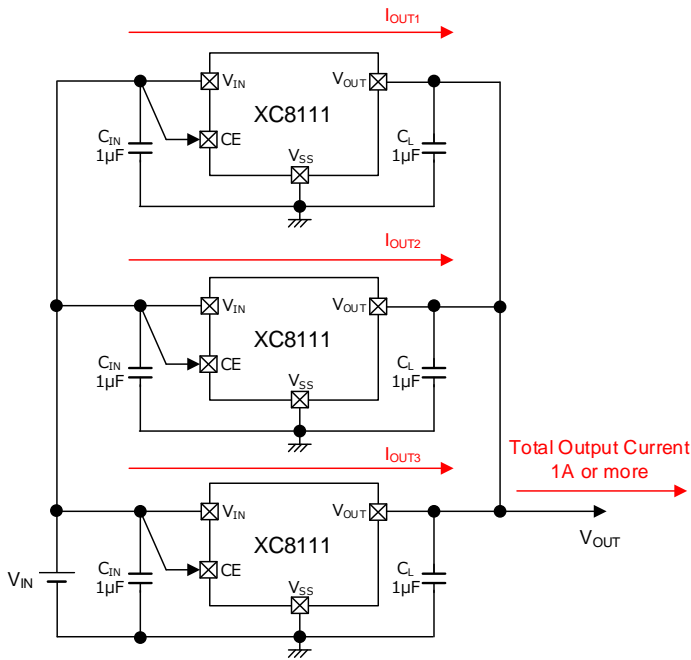 IOUT1
VIN
VOUT
XC8111
CIN
1µF
CE
CL
1µF
VSS
IOUT2
VIN
VOUT
XC8111
CIN
1µF
CE
CL
1µF
VSS
Total Output Current
1A or more
IOUT3
VIN
VOUT
XC8111
VOUT
VIN
CIN
1µF
CE
CL
1µF
VSS